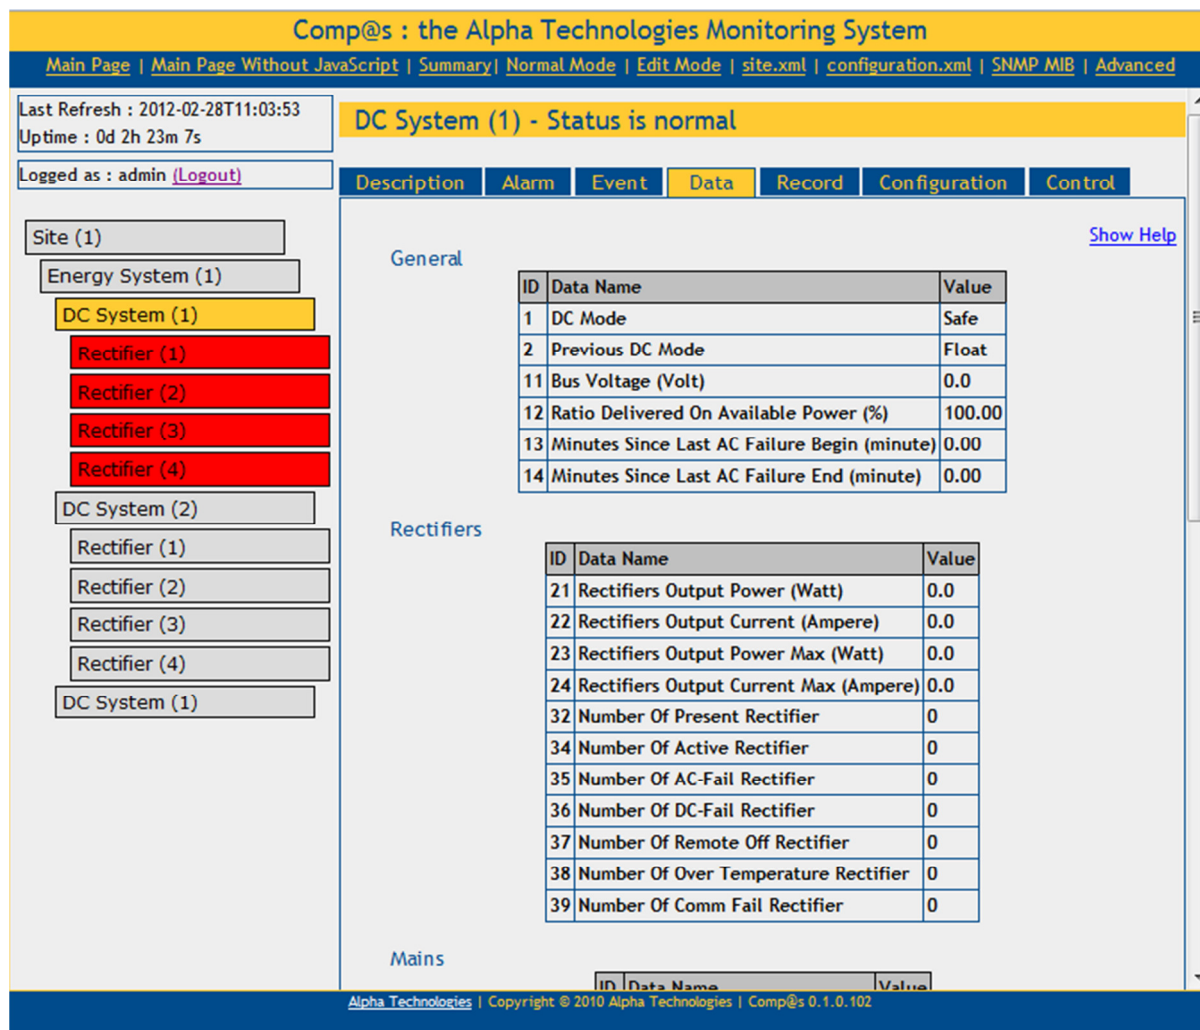 Comp@s : the Alpha Technologies Monitoring System
Main Page | Main Page Without JavaScript | Summary| Normal Mode | Edit Mode | site.xml | configuration.xml | SNMP MIB | Advanced
Last Refresh : 2012-02-28T11:03:53
Uptime : 0d 2h 23m 7s
Logged as : admin (Logout)
Site (1)
Energy System (1)
DC System (1)
Rectifier (1)
Rectifier (2)
Rectifier (3)
Rectifier (4)
DC System (2)
Rectifier (1)
Rectifier (2)
Rectifier (3)
Rectifier (4)
DC System (1)
DC System (1) - Status is normal
Description Alarm Event Data Record Configuration Control
Show Help
General
ID Data Name Value
1 DC Mode Safe
2 Previous DC Mode Float
11 Bus Voltage (Volt) 0.0
12 Ratio Delivered On Available Power (%) 100.00
13 Minutes Since Last AC Failure Begin (minute) 0.00
14 Minutes Since Last AC Failure End (minute) 0.00
Rectifiers
ID Data Name Value
21 Rectifiers Output Power (Watt) 0.0
22 Rectifiers Output Current (Ampere) 0.0
23 Rectifiers Output Power Max (Watt) 0.0
24 Rectifiers Output Current Max (Ampere) 0.0
32 Number Of Present Rectifier 0
34 Number Of Active Rectifier 0
35 Number Of AC-Fail Rectifier 0
36 Number Of DC-Fail Rectifier 0
37 Number Of Remote Off Rectifier 0
38 Number Of Over Temperature Rectifier 0
39 Number Of Comm Fail Rectifier 0
Mains
ID Data Name Value
Alpha Technologies | Copyright © 2010 Alpha Technologies | Comp@s 0.1.0.102